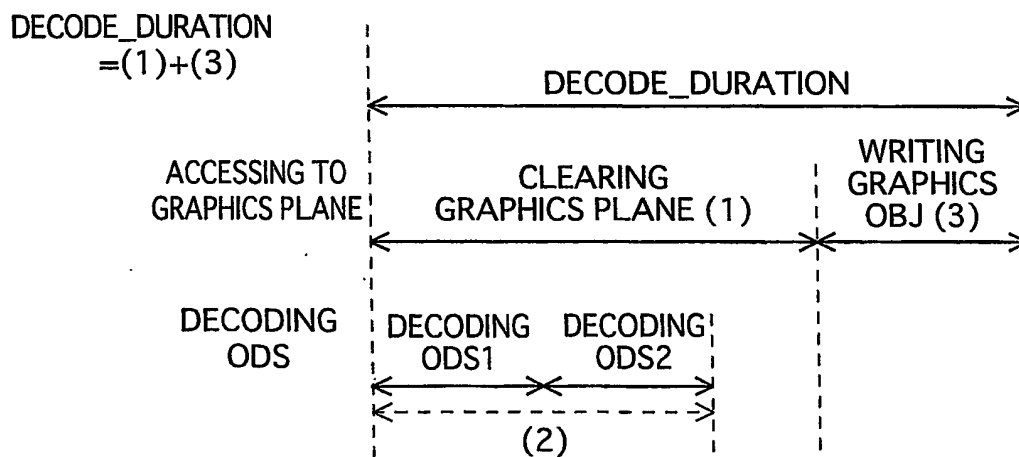 DECODE_DURATION
=(1)+(3)
DECODE_DURATION
ACCESSING TO
GRAPHICS PLANE
CLEARING
GRAPHICS PLANE (1)
WRITING
GRAPHICS
OBJ (3)
DECODING
ODS
DECODING
ODS1
DECODING
ODS2
(2)